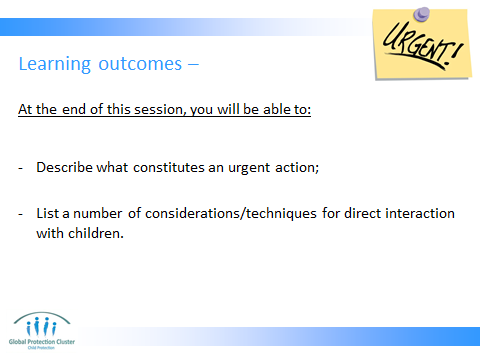 URGENT!
Learning outcomes –
At the end of this session, you will be able to:
- Describe what constitutes an urgent action;
- List a number of considerations/techniques for direct interaction
with children.
Global Protection Cluster
Child Protection